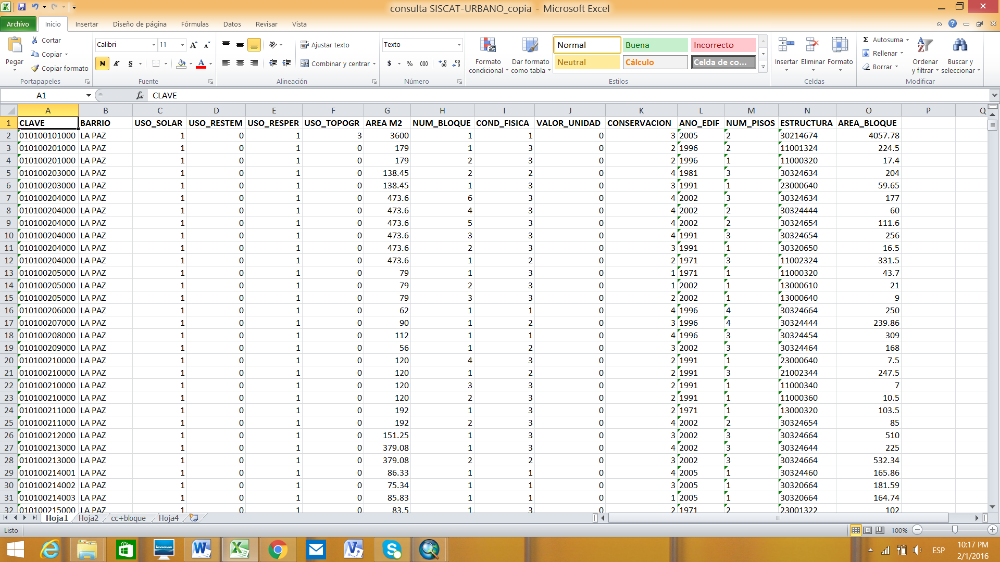 consulta SISCAT-URBANO_copia - Microsoft Excel
Archivo Inicio Insertar Diseño de página Fórmulas Datos Revisar Vista
Cortar Calibri 11 Ajustar texto Texto Normal Buena Incorrecto Autosuma
Copiar Rellenar
Pegar Copiar formato N K S A Combinar y centrar $ % 000 Formato condicional Dar formato como tabla Neutral Cálculo Celda de co... Insertar Eliminar Formato Borrar Ordenar y filtrar Buscar y seleccionar
Portapapeles Fuente Alineación Número Estilos Celdas Modificar
A1 fx CLAVE
A B C D E F G H I J K L M N O P Q
1 CLAVE BARRIO USO_SOLAR USO_RESTEM USO_RESPER USO_TOPOGR AREA M2 NUM_BLOQUE COND_FISICA VALOR_UNIDAD CONSERVACION ANO_EDIF NUM_PISOS ESTRUCTURA AREA_BLOQUE
2 010100101000 LA PAZ 1 0 1 3 3600 1 1 0 3 2005 2 30214674 4057.78
3 010100201000 LA PAZ 1 0 1 0 179 1 3 0 2 1996 2 11001324 224.5
4 010100201000 LA PAZ 1 0 1 0 179 2 3 0 2 1996 1 11000320 17.4
5 010100203000 LA PAZ 1 0 1 0 138.45 2 2 0 4 1981 3 30324634 204
6 010100203000 LA PAZ 1 0 1 0 138.45 1 3 0 3 1991 1 23000640 59.65
7 010100204000 LA PAZ 1 0 1 0 473.6 6 3 0 4 2002 3 30324634 177
8 010100204000 LA PAZ 1 0 1 0 473.6 4 3 0 4 2002 2 30324444 60
9 010100204000 LA PAZ 1 0 1 0 473.6 5 3 0 4 2002 2 30324654 111.6
10 010100204000 LA PAZ 1 0 1 0 473.6 3 3 0 4 1991 3 30324654 256
11 010100204000 LA PAZ 1 0 1 0 473.6 2 3 0 3 1991 1 30320650 16.5
12 010100204000 LA PAZ 1 0 1 0 473.6 1 2 0 2 1971 3 11002324 331.5
13 010100205000 LA PAZ 1 0 1 0 79 1 3 0 1 1971 1 11000320 43.7
14 010100205000 LA PAZ 1 0 1 0 79 2 3 0 1 2002 1 13000610 21
15 010100205000 LA PAZ 1 0 1 0 79 3 3 0 2 2002 1 13000640 9
16 010100206000 LA PAZ 1 0 1 0 62 1 1 0 4 1996 4 30324664 250
17 010100207000 LA PAZ 1 0 1 0 90 1 2 0 3 1996 4 30324444 239.86
18 010100208000 LA PAZ 1 0 1 0 112 1 1 0 4 1996 3 30324454 309
19 010100209000 LA PAZ 1 0 1 0 56 1 2 0 3 2002 3 30324464 168
20 010100210000 LA PAZ 1 0 1 0 120 4 3 0 2 1991 1 23000640 7.5
21 010100210000 LA PAZ 1 0 1 0 120 1 2 0 2 1991 3 21002344 247.5
22 010100210000 LA PAZ 1 0 1 0 120 3 3 0 2 1991 1 11000340 7
23 010100210000 LA PAZ 1 0 1 0 120 2 3 0 2 1991 1 11000360 10.5
24 010100211000 LA PAZ 1 0 1 0 192 1 3 0 2 1971 1 13000320 103.5
25 010100211000 LA PAZ 1 0 1 0 192 2 3 0 4 2002 2 30324654 85
26 010100212000 LA PAZ 1 0 1 0 151.25 1 3 0 3 2002 3 30324664 510
27 010100213000 LA PAZ 1 0 1 0 379.08 1 3 0 4 2002 3 30324644 225
28 010100213000 LA PAZ 1 0 1 0 379.08 2 2 0 3 2002 3 30324664 532.34
29 010100214001 LA PAZ 1 0 1 0 86.33 1 1 0 4 2005 1 30324460 165.86
30 010100214002 LA PAZ 1 0 1 0 75.34 1 1 0 3 2005 1 30320664 181.59
31 010100214003 LA PAZ 1 0 1 0 85.83 1 1 0 1 2005 1 30320664 164.74
32 010100215000 LA PAZ 1 0 1 0 83.5 1 3 0 2 1971 2 23001322 102
Hoja1 Hoja2 cc+bloque Hoja4
Listo 100%
10:17 PM
ESP
2/1/2016